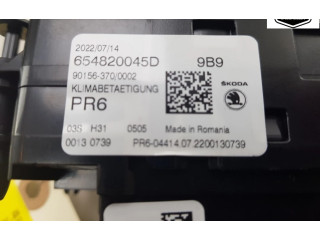 2022/07/14
654820045D 9B9
90156-370/0002
KLIMABETAETIGUNG ŠKODA
PR6
03S H31 0505 Made in Romania
0013 0739 PR6-04414.07.2200130739